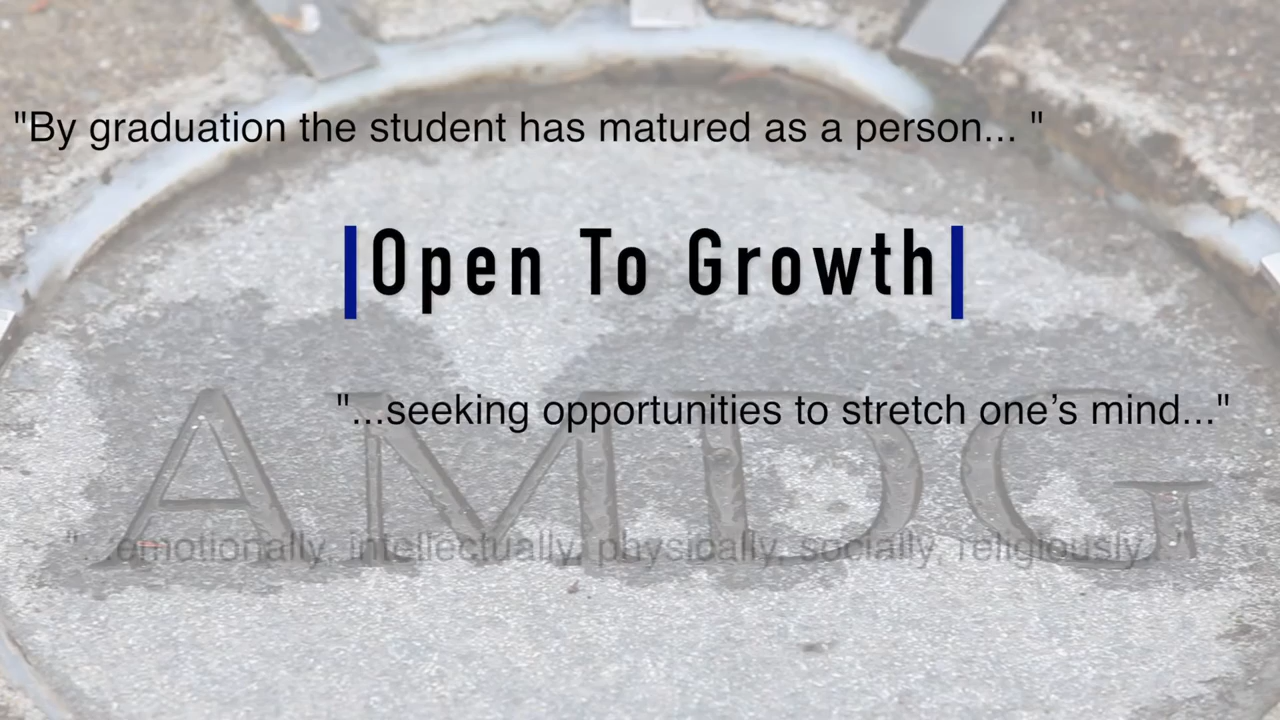 "By graduation the student has matured as a person... "
|Open To Growth|
"...seeking opportunities to stretch one’s mind..."
AMDG
"...emotionally, intellectually, physically, socially, religiously..."